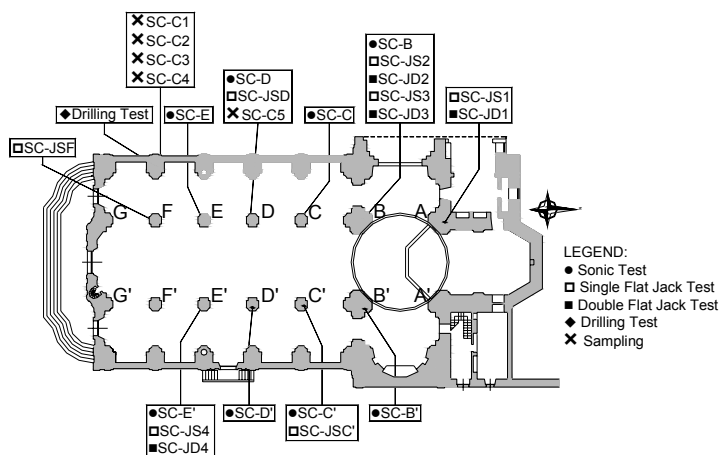 SC-C1
SC-C2
SC-C3
SC-C4
SC-D
SC-JSD
SC-C5
SC-B
SC-JS2
SC-JD2
SC-JS3
SC-JD3
SC-JS1
SC-JD1
Drilling Test
SC-E
SC-C
SC-JSF
G F E D C B A
G' F' E' D' C' B' A'
LEGEND:
Sonic Test
Single Flat Jack Test
Double Flat Jack Test
Drilling Test
Sampling
SC-E'
SC-JS4
SC-JD4
SC-D'
SC-C'
SC-JSC'
SC-B'